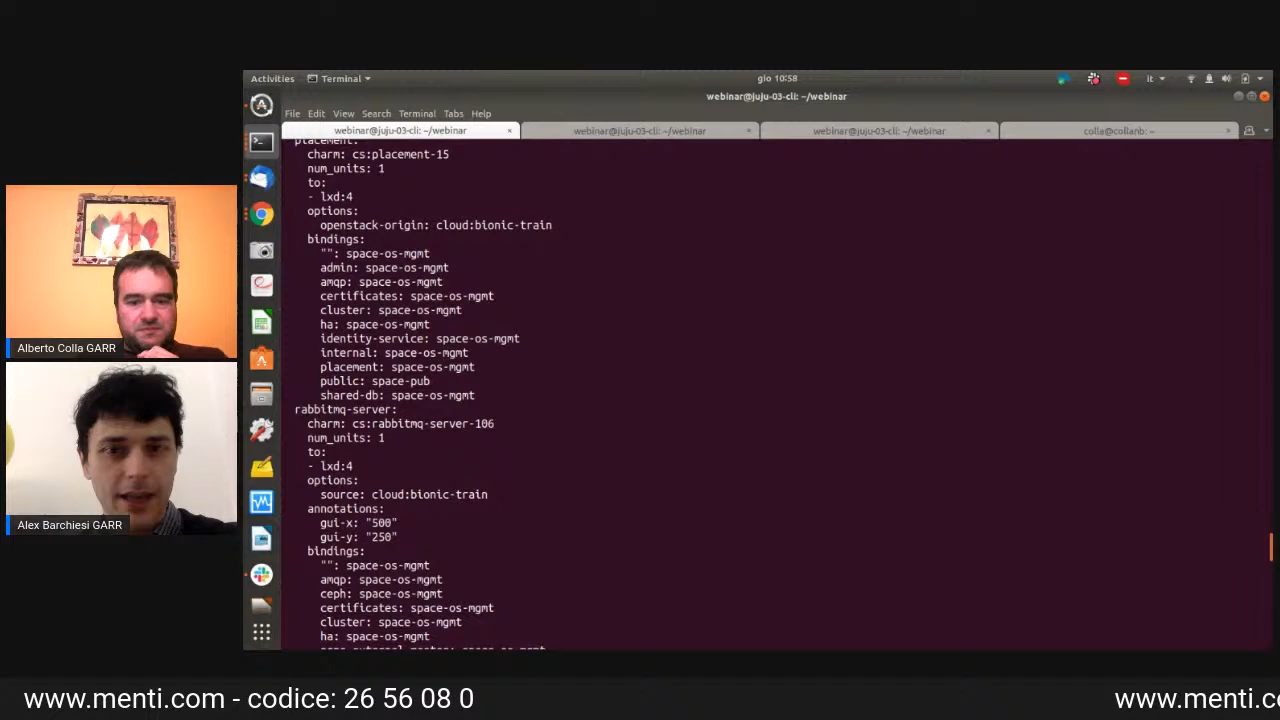 Activities
Terminal
gio 10:58
It
webinar@juju-03-cli: ~/webinar
File Edit View Search Terminal Tabs Help
webinar@juju-03-cli: ~/webinar
webinar@juju-03-cli: ~/webinar
webinar@juju-03-cli: ~/webinar
colla@collanb: ~
placement:
charm: cs:placement-15
num_units: 1
to:
- lxd:4
options:
openstack-origin: cloud:bionic-train
bindings:
"": space-os-mgmt
admin: space-os-mgmt
amqp: space-os-mgmt
certificates: space-os-mgmt
cluster: space-os-mgmt
ha: space-os-mgmt
identity-service: space-os-mgmt
internal: space-os-mgmt
placement: space-os-mgmt
public: space-pub
shared-db: space-os-mgmt
rabbitmq-server:
charm: cs:rabbitmq-server-106
num_units: 1
to:
- lxd:4
options:
source: cloud:bionic-train
annotations:
gui-x: "500"
gui-y: "250"
bindings:
"": space-os-mgmt
amqp: space-os-mgmt
ceph: space-os-mgmt
certificates: space-os-mgmt
cluster: space-os-mgmt
ha: space-os-mgmt
Alberto Colla GARR
Alex Barchiesi GARR
www.menti.com - codice: 26 56 08 0
www.menti.co